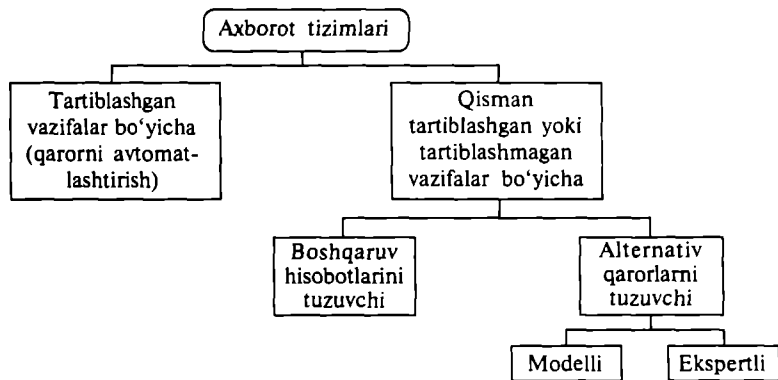 Axborot tizimlari
Tartiblashgan
vazifalar bo‘yicha
(qarorni avtomat-
lashtirish)
Qisman
tartiblashgan yoki
tartiblashmagan
vazifalar bo‘yicha
Boshqaruv
hisobotlarini
tuzuvchi
Alternativ
qarorlarni
tuzuvchi
Modelli
Ekspertli